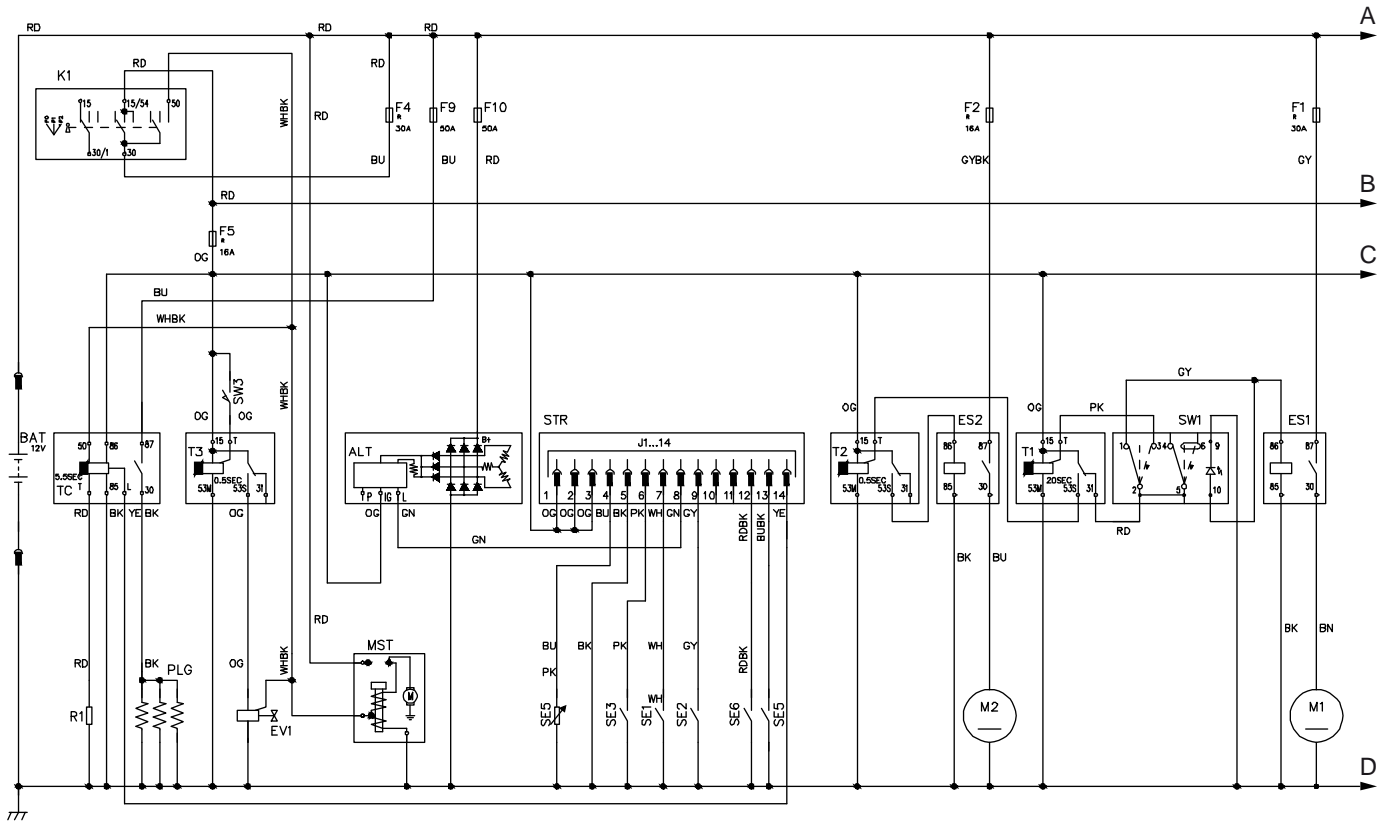 A
RD
RD
RD
K1
RD
RD
WHBK
RD
F4
R
30A
F9
50A
F10
50A
F2
R
16A
F1
R
30A
15
15/54
50
P0
P1
P2
30/1
30
BU
BU
RD
GYBK
GY
B
RD
F5
R
16A
OG
C
BU
WHBK
SW3
WHBK
OG
OG
BAT
12V
50
86
87
5.5SEC
TC
T
85
L
30
T3
15
T
0.5SEC
53M
53S
31
ALT
B+
P
IG
L
STR
J1...14
1
2
3
4
5
6
7
8
9
10
11
12
13
14
OG
T2
15
T
0.5SEC
53M
53S
31
ES2
86
87
85
30
OG
PK
T1
15
T
20SEC
53M
53S
31
GY
SW1
1
3
4
6
9
2
5
10
ES1
86
87
85
30
RD
BK
YE
BK
OG
OG
GN
OG
OG
OG
BU
BK
PK
WH
GN
GY
RDBK
BUBK
YE
RD
GN
BK
BU
RD
BK
BN
RD
BK
PLG
OG
WHBK
MST
M
BU
PK
BK
PK
WH
WH
GY
RDBK
R1
EV1
SE5
SE3
SE1
SE2
SE6
SE5
M2
M1
D